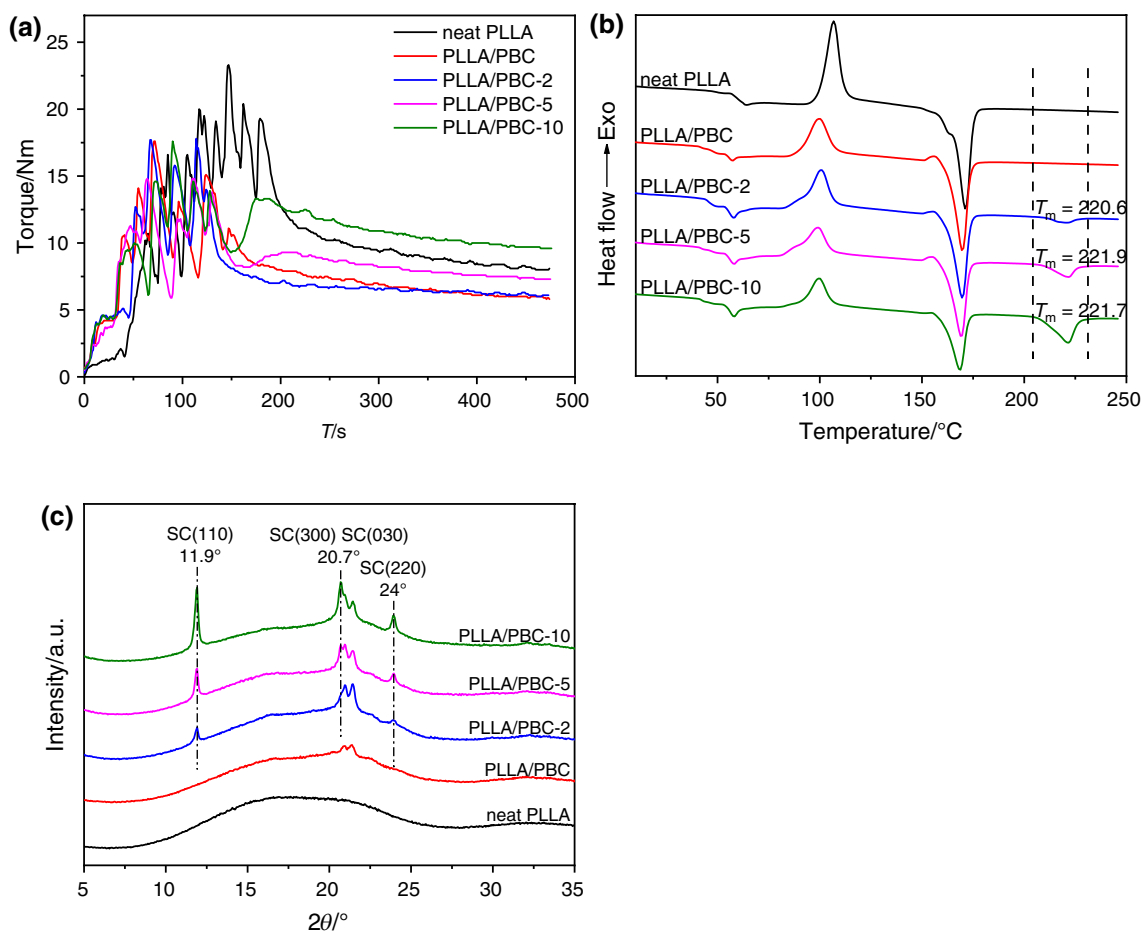 (a)
neat PLLA
PLLA/PBC
PLLA/PBC-2
PLLA/PBC-5
PLLA/PBC-10
Torque/Nm
25
20
15
10
5
0
0 100 200 300 400 500
T/s
(b)
neat PLLA
PLLA/PBC
PLLA/PBC-2
PLLA/PBC-5
PLLA/PBC-10
Tm = 220.6
Tm = 221.9
Tm = 221.7
Heat flow → Exo
50 100 150 200 250
Temperature/°C
(c)
SC(110)
11.9°
SC(300) SC(030)
20.7°
SC(220)
24°
PLLA/PBC-10
PLLA/PBC-5
PLLA/PBC-2
PLLA/PBC
neat PLLA
Intensity/a.u.
5 10 15 20 25 30 35
2θ/°